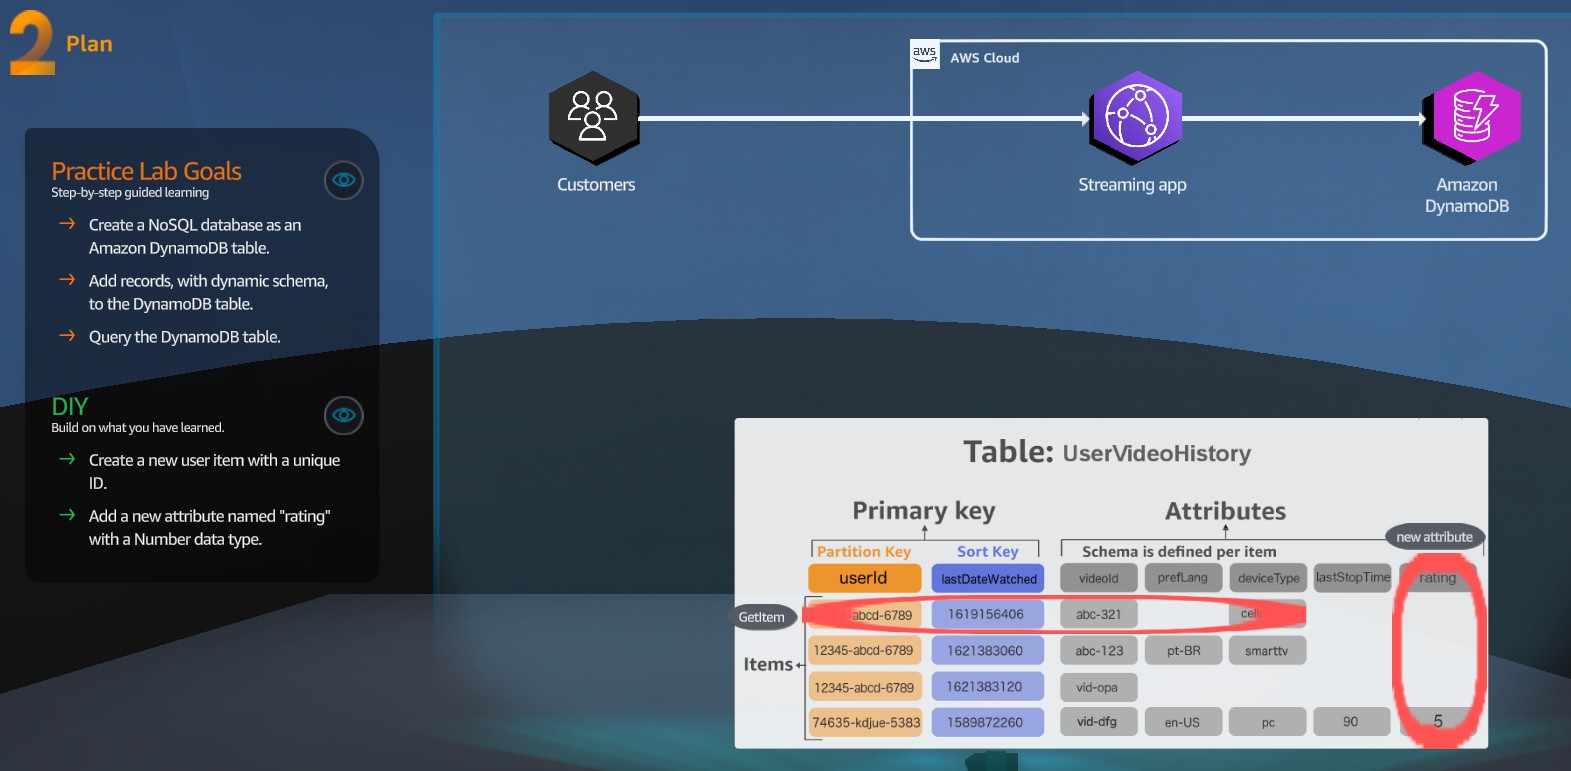 2 Plan
Practice Lab Goals
Step-by-step guided learning
Create a NoSQL database as an
Amazon DynamoDB table.
Add records, with dynamic schema,
to the DynamoDB table.
Query the DynamoDB table.
DIY
Build on what you have learned.
Create a new user item with a unique
ID.
Add a new attribute named "rating"
with a Number data type.
aws
AWS Cloud
Customers
Streaming app
Amazon
DynamoDB
Table: UserVideoHistory
Primary key
Attributes
new attribute
Partition Key Sort Key Schema is defined per item
userId lastDateWatched videoId prefLang deviceType lastStopTime rating
GetItem
abcd-6789 1619156406 abc-321
12345-abcd-6789 1621383060 abc-123 pt-BR smarttv
Items
12345-abcd-6789 1621383120 vid-opa
74635-kdjue-5383 1589872260 vid-dfg en-US pc 90 5